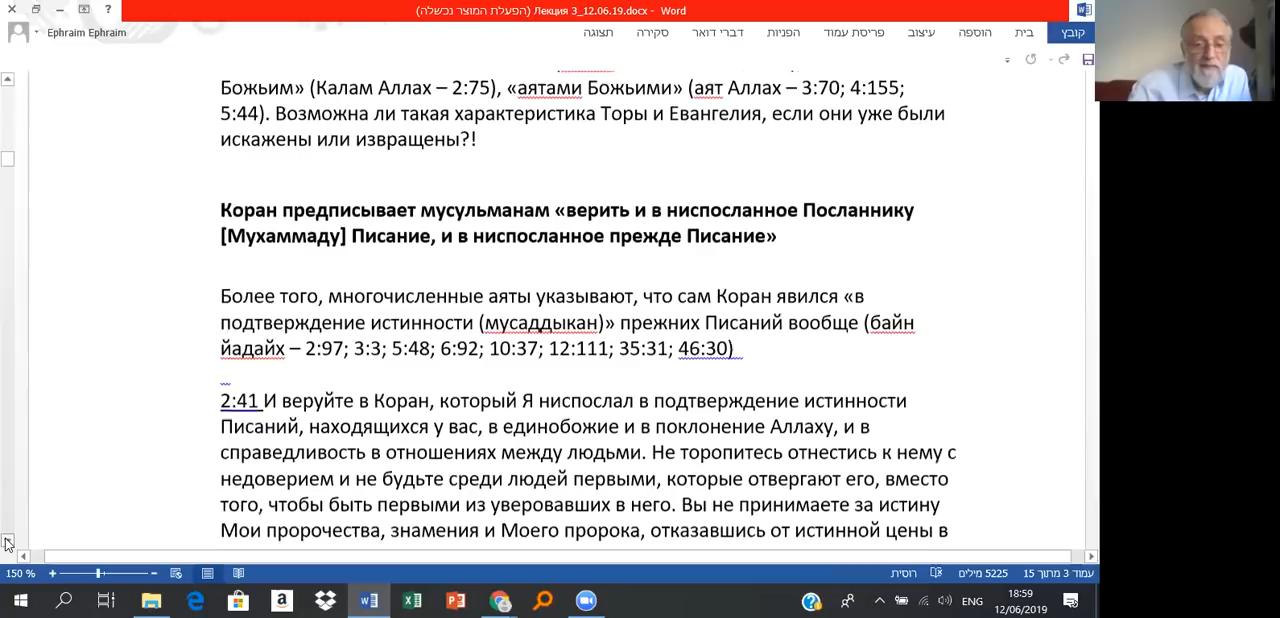 (הפעלת המוצר נכשלה) Лекция 3_12.06.19.docx - Word
Ephraim Ephraim
קובץ בית הוספה עיצוב פריסת עמוד הפניות דברי דואר סקירה תצוגה
Божьим» (Калам Аллах – 2:75), «аятами Божьими» (аят Аллах – 3:70; 4:155;
5:44). Возможна ли такая характеристика Торы и Евангелия, если они уже были
искажены или извращены?!
Коран предписывает мусульманам «верить и в ниспосланное Посланнику
[Мухаммаду] Писание, и в ниспосланное прежде Писание»
Более того, многочисленные аяты указывают, что сам Коран явился «в
подтверждение истинности (мусаддыкан)» прежних Писаний вообще (байн
йадайх – 2:97; 3:3; 5:48; 6:92; 10:37; 12:111; 35:31; 46:30)
2:41 И веруйте в Коран, который Я ниспослал в подтверждение истинности
Писаний, находящихся у вас, в единобожие и в поклонение Аллаху, и в
справедливость в отношениях между людьми. Не торопитесь отнестись к нему с
недоверием и не будьте среди людей первыми, которые отвергают его, вместо
того, чтобы быть первыми из уверовавших в него. Вы не принимаете за истину
Мои пророчества, знамения и Моего пророка, отказавшись от истинной цены в
150 %
עמוד 3 מתוך 15 5225 מילים רוסית
ENG
18:59
12/06/2019